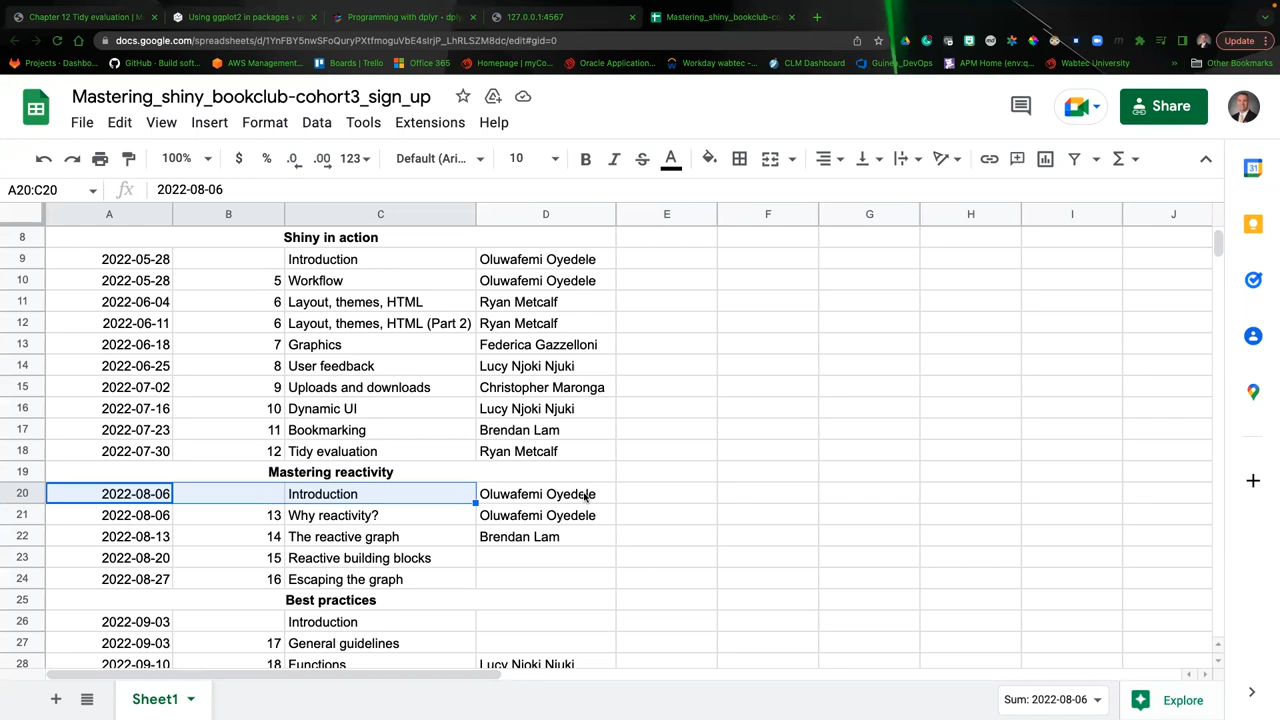 Chapter 12 Tidy evaluation | M
Using ggplot2 in packages • g
Programming with dplyr • dply
127.0.0.1:4567
Mastering_shiny_bookclub-co
docs.google.com/spreadsheets/d/1YnFBY5nwSFoQuryPXtfmoguVbE4slrjP_LhRLSZM8dc/edit#gid=0
Update
Projects - Dashbo...
GitHub - Build soft...
AWS Management...
Boards | Trello
Office 365
Homepage | myCo...
Oracle Application...
Workday wabtec -...
CLM Dashboard
Guinea_DevOps
APM Home (env:q...
Wabtec University
Other Bookmarks
Mastering_shiny_bookclub-cohort3_sign_up
Share
File Edit View Insert Format Data Tools Extensions Help
100% $ % .0 .00 123 Default (Ari... 10 B I S A
A20:C20 fx 2022-08-06
A B C D E F G H I J
8 Shiny in action
9 2022-05-28 Introduction Oluwafemi Oyedele
10 2022-05-28 5 Workflow Oluwafemi Oyedele
11 2022-06-04 6 Layout, themes, HTML Ryan Metcalf
12 2022-06-11 6 Layout, themes, HTML (Part 2) Ryan Metcalf
13 2022-06-18 7 Graphics Federica Gazzelloni
14 2022-06-25 8 User feedback Lucy Njoki Njuki
15 2022-07-02 9 Uploads and downloads Christopher Maronga
16 2022-07-16 10 Dynamic UI Lucy Njoki Njuki
17 2022-07-23 11 Bookmarking Brendan Lam
18 2022-07-30 12 Tidy evaluation Ryan Metcalf
19 Mastering reactivity
20 2022-08-06 Introduction Oluwafemi Oyedele
21 2022-08-06 13 Why reactivity? Oluwafemi Oyedele
22 2022-08-13 14 The reactive graph Brendan Lam
23 2022-08-20 15 Reactive building blocks
24 2022-08-27 16 Escaping the graph
25 Best practices
26 2022-09-03 Introduction
27 2022-09-03 17 General guidelines
28 2022-09-10 18 Functions Lucy Njoki Njuki
Sheet1
Sum: 2022-08-06
Explore